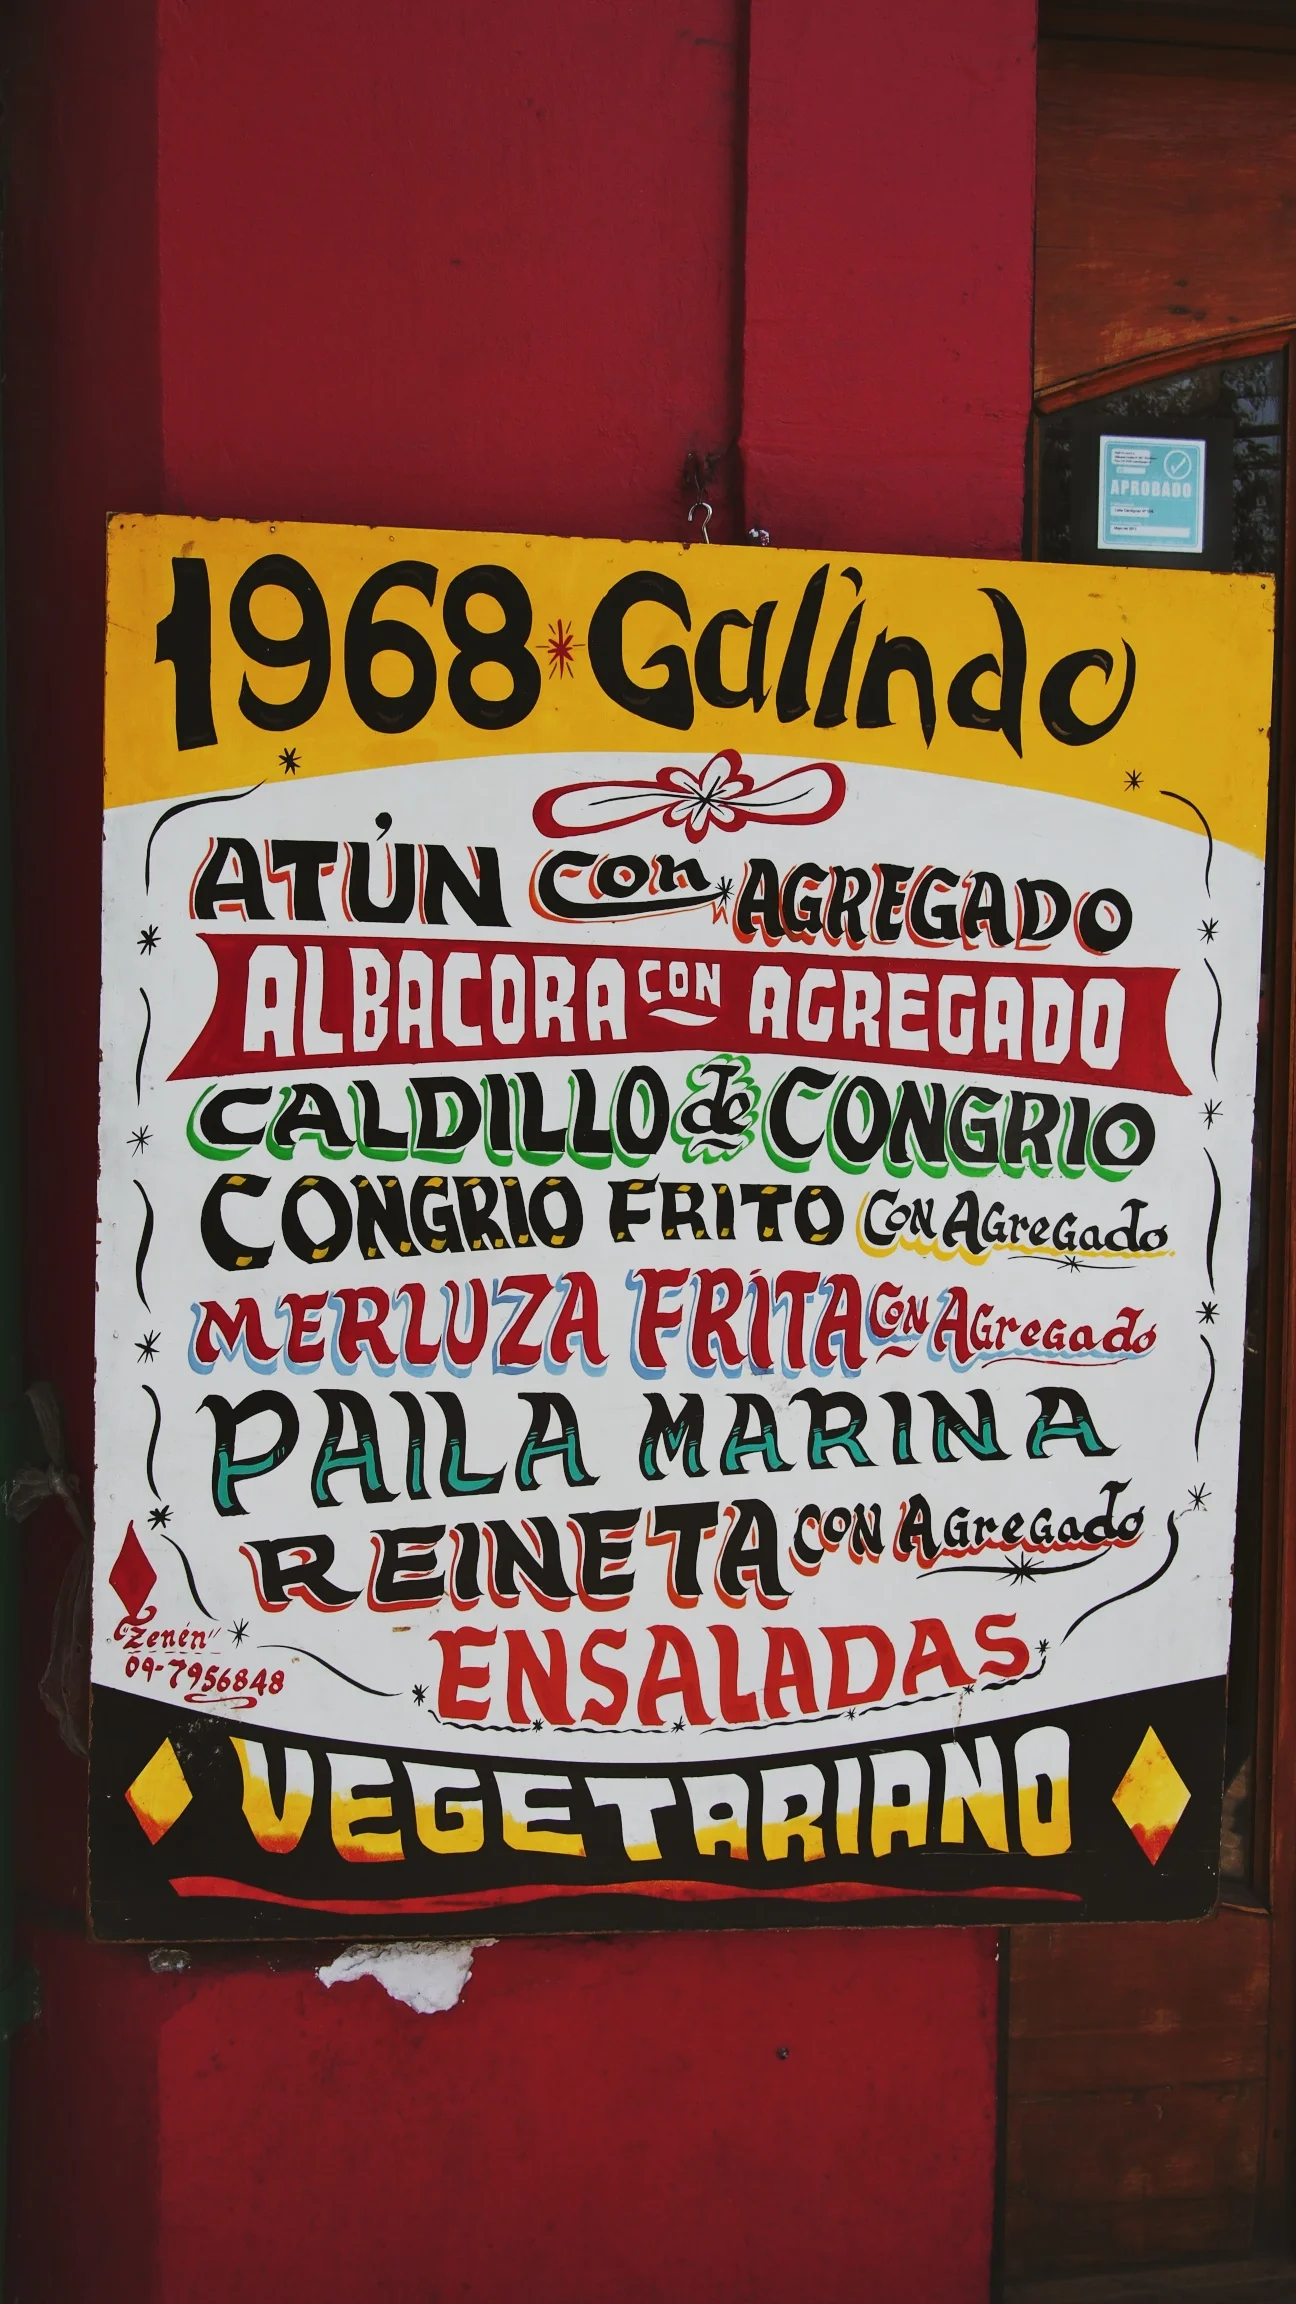 APROBADO
1968 * Galindo
ATÚN con AGREGADO
ALBACORA CON AGREGADO
CALDILLO de CONGRIO
CONGRIO FRITO CON AGreGado
MERLUZA FRITA CON AGreGado
PAILA MARINA
REINETA CON AGreGado
"Zenén"
09-7956848
ENSALADAS
VEGETARIANO